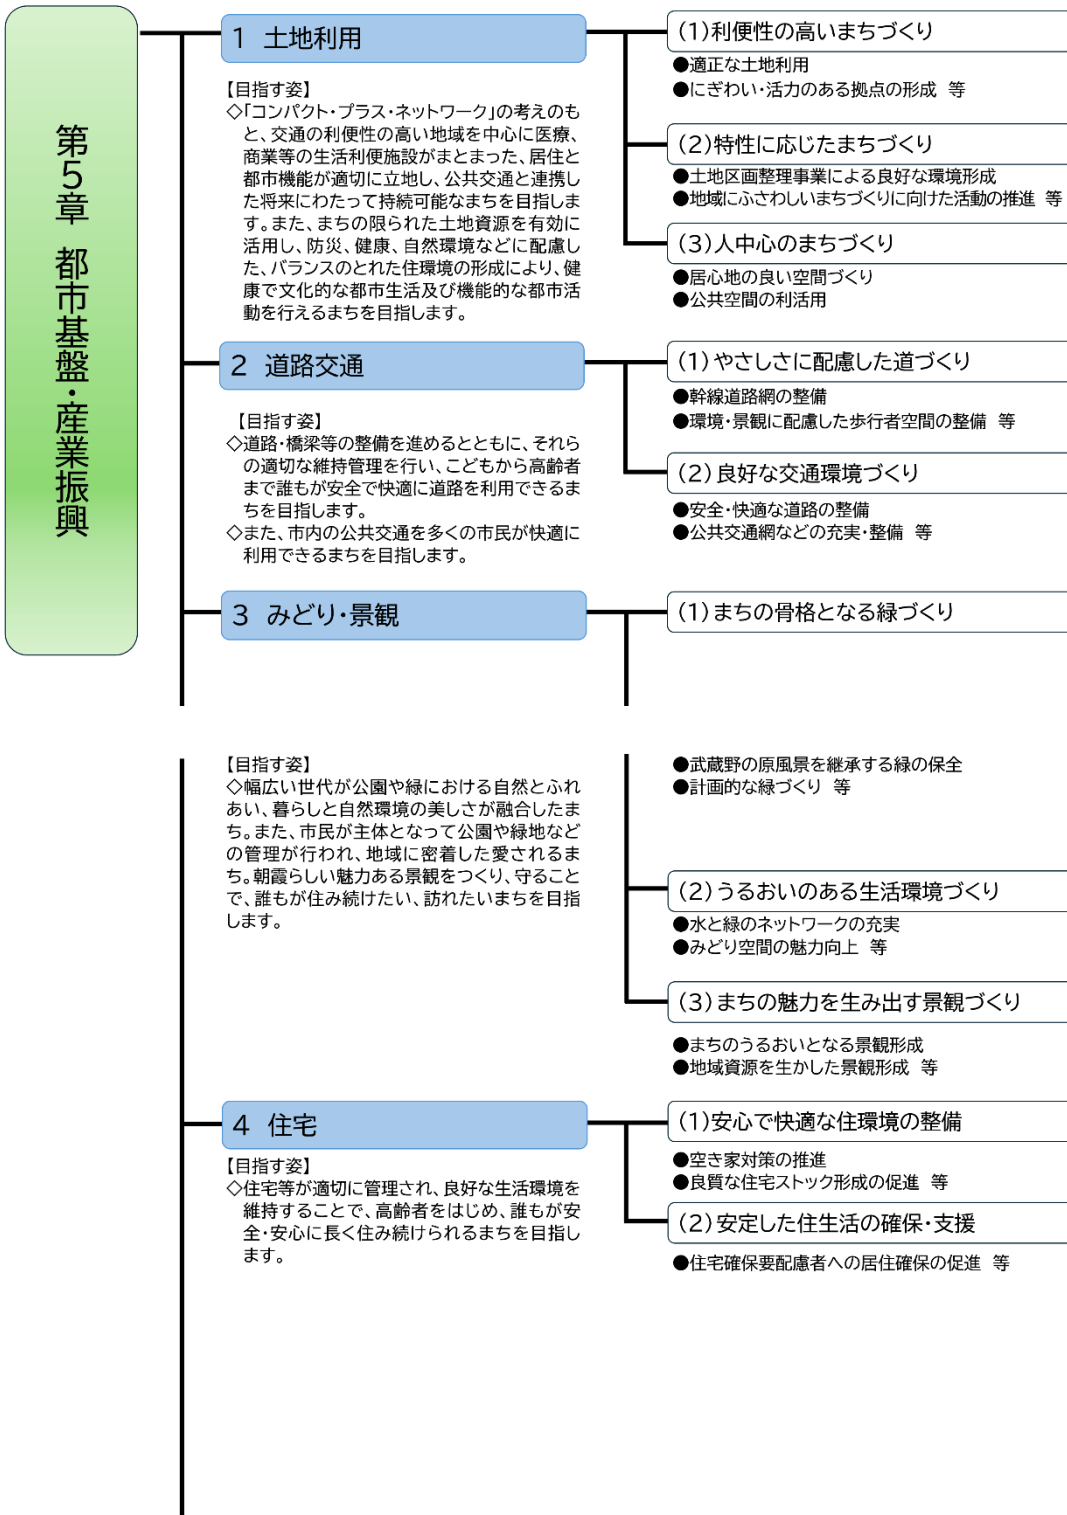 第5章 都市基盤・産業振興
1 土地利用
【目指す姿】
◇「コンパクト・プラス・ネットワーク」の考えのも
と、交通の利便性の高い地域を中心に医療、
商業等の生活利便施設がまとまった、居住と
都市機能が適切に立地し、公共交通と連携し
た将来にわたって持続可能なまちを目指しま
す。また、まちの限られた土地資源を有効に
活用し、防災、健康、自然環境などに配慮し
た、バランスのとれた住環境の形成により、健
康で文化的な都市生活及び機能的な都市活
動を行えるまちを目指します。
(1)利便性の高いまちづくり
●適正な土地利用
●にぎわい・活力のある拠点の形成 等
(2)特性に応じたまちづくり
●土地区画整理事業による良好な環境形成
●地域にふさわしいまちづくりに向けた活動の推進 等
(3)人中心のまちづくり
●居心地の良い空間づくり
●公共空間の利活用
2 道路交通
【目指す姿】
◇道路・橋梁等の整備を進めるとともに、それら
の適切な維持管理を行い、こどもから高齢者
まで誰もが安全で快適に道路を利用できるま
ちを目指します。
◇また、市内の公共交通を多くの市民が快適に
利用できるまちを目指します。
(1)やさしさに配慮した道づくり
●幹線道路網の整備
●環境・景観に配慮した歩行者空間の整備 等
(2)良好な交通環境づくり
●安全・快適な道路の整備
●公共交通網などの充実・整備 等
3 みどり・景観
(1)まちの骨格となる緑づくり
【目指す姿】
◇幅広い世代が公園や緑における自然とふれ
あい、暮らしと自然環境の美しさが融合したま
ち。また、市民が主体となって公園や緑地など
の管理が行われ、地域に密着した愛されるま
ち。朝霞らしい魅力ある景観をつくり、守ること
で、誰もが住み続けたい、訪れたいまちを目指
します。
●武蔵野の原風景を継承する緑の保全
●計画的な緑づくり 等
(2)うるおいのある生活環境づくり
●水と緑のネットワークの充実
●みどり空間の魅力向上 等
(3)まちの魅力を生み出す景観づくり
●まちのうるおいとなる景観形成
●地域資源を生かした景観形成 等
4 住宅
【目指す姿】
◇住宅等が適切に管理され、良好な生活環境を
維持することで、高齢者をはじめ、誰もが安
全・安心に長く住み続けられるまちを目指し
ます。
(1)安心で快適な住環境の整備
●空き家対策の推進
●良質な住宅ストック形成の促進 等
(2)安定した住生活の確保・支援
●住宅確保要配慮者への居住確保の促進 等